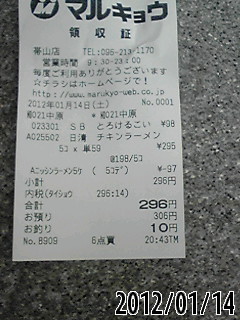 マルキョウ
領収証
帯山店 TEL:096-213-1170
営業時間 9:30-23:00
毎度ご利用ありがとうございます
☆チラシはホームページで!
http://www.marukyo-web.co.jp
2012年01月14日(土) No.0001
021中原 * 021中原
023301 SB とろけるごい ¥98
A025502 日清 チキンラーメン
5コ x 単59 ¥295
@198/5コ
Aニッシンラーメンケ ( 5コデ) ¥-97
小計 296円
内税(タイショウ 296:14)
合計 296円
お預り 306円
お釣り 10円
No:8909 6点買 20:43TM
2012/01/14